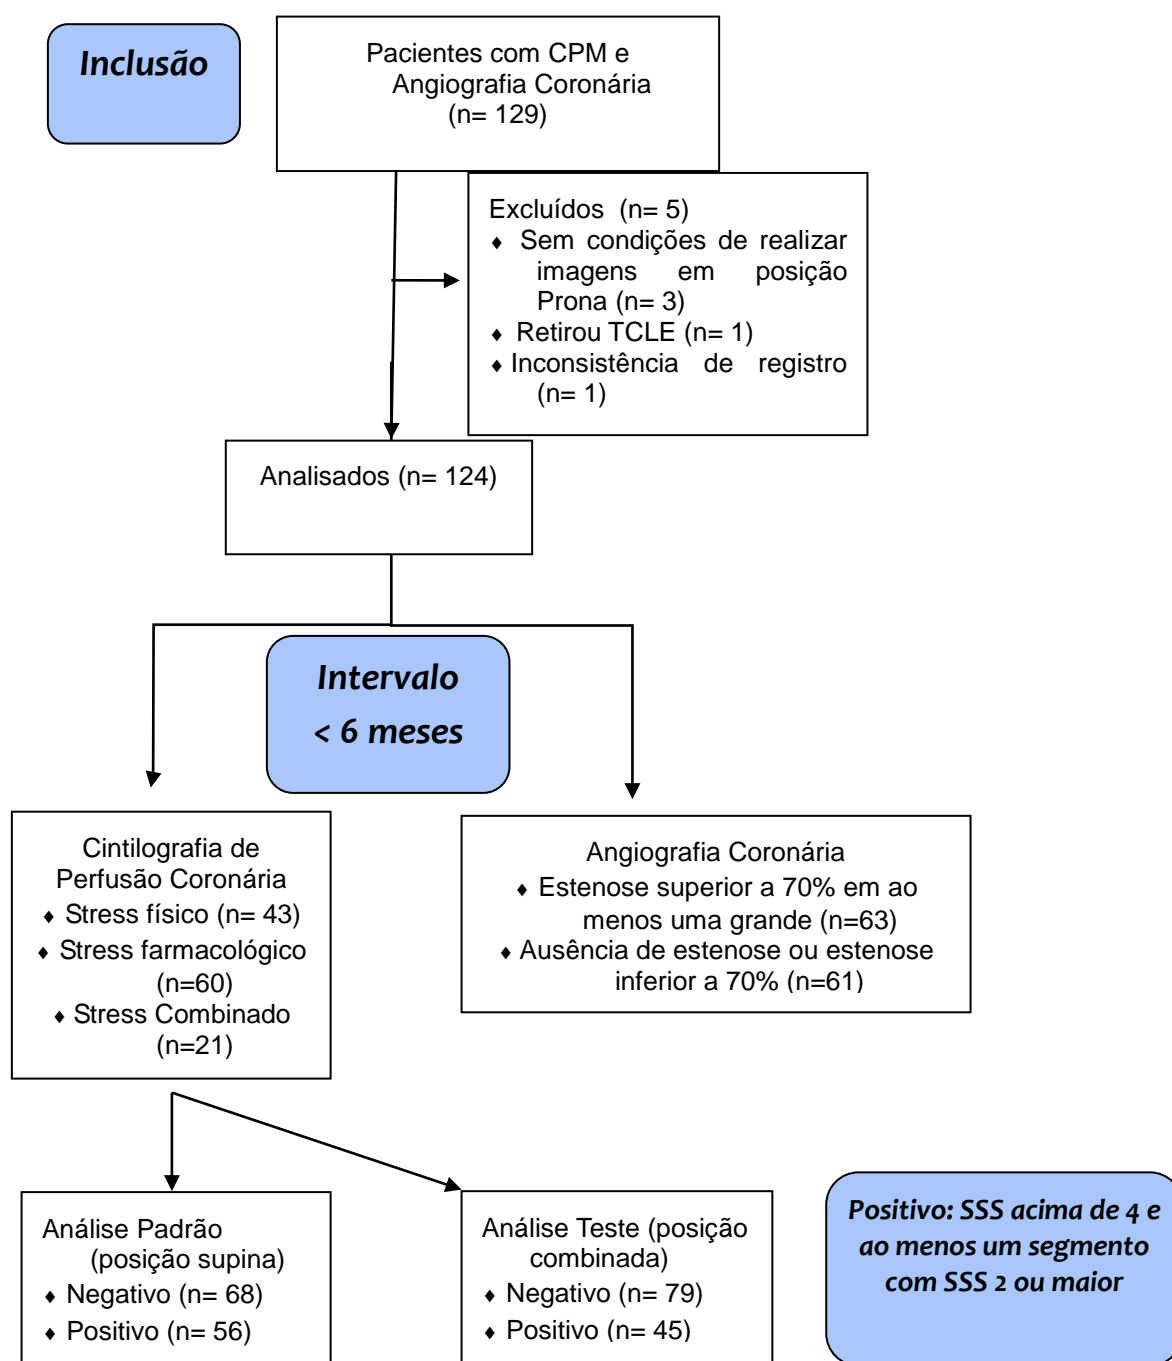 Inclusão
Pacientes com CPM e
Angiografia Coronária
(n= 129)
Excluídos (n= 5)
♦ Sem condições de realizar
imagens em posição
Prona (n= 3)
♦ Retirou TCLE (n= 1)
♦ Inconsistência de registro
(n= 1)
Analisados (n= 124)
Intervalo
< 6 meses
Cintilografia de
Perfusão Coronária
♦ Stress físico (n= 43)
♦ Stress farmacológico
(n=60)
♦ Stress Combinado
(n=21)
Angiografia Coronária
♦ Estenose superior a 70% em ao
menos uma grande (n=63)
♦ Ausência de estenose ou estenose
inferior a 70% (n=61)
Análise Padrão
(posição supina)
♦ Negativo (n= 68)
♦ Positivo (n= 56)
Análise Teste (posição
combinada)
♦ Negativo (n= 79)
♦ Positivo (n= 45)
Positivo: SSS acima de 4 e
ao menos um segmento
com SSS 2 ou maior